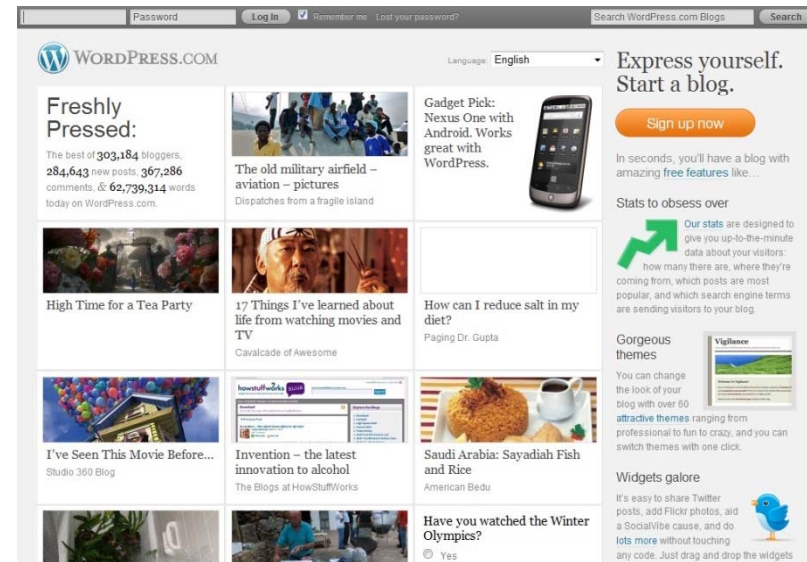 Password
Log In
Remember me
Lost your password?
Search WordPress.com Blogs
Search
WORDPRESS.COM
Language:
English
Freshly
Pressed:
The best of 303,184 bloggers,
284,643 new posts, 367,286
comments, & 62,739,314 words
today on WordPress.com.
The old military airfield –
aviation – pictures
Dispatches from a fragile island
Gadget Pick:
Nexus One with
Android. Works
great with
WordPress.
High Time for a Tea Party
17 Things I've learned about
life from watching movies and
TV
Cavalcade of Awesome
How can I reduce salt in my
diet?
Paging Dr. Gupta
I've Seen This Movie Before...
Studio 360 Blog
howstuffworks
Invention – the latest
innovation to alcohol
The Blogs at HowStuffWorks
Saudi Arabia: Sayadiah Fish
and Rice
American Bedu
Have you watched the Winter
Olympics?
Yes
Express yourself.
Start a blog.
Sign up now
In seconds, you'll have a blog with
amazing free features like…
Stats to obsess over
Our stats are designed to
give you up-to-the-minute
data about your visitors:
how many there are, where they're
coming from, which posts are most
popular, and which search engine terms
are sending visitors to your blog.
Gorgeous
themes
Vigilance
You can change
the look of your
blog with over 60
attractive themes ranging from
professional to fun to crazy, and you can
switch themes with one click.
Widgets galore
It's easy to share Twitter
posts, add Flickr photos, aid
a SocialVibe cause, and do
lots more without touching
any code. Just drag and drop the widgets